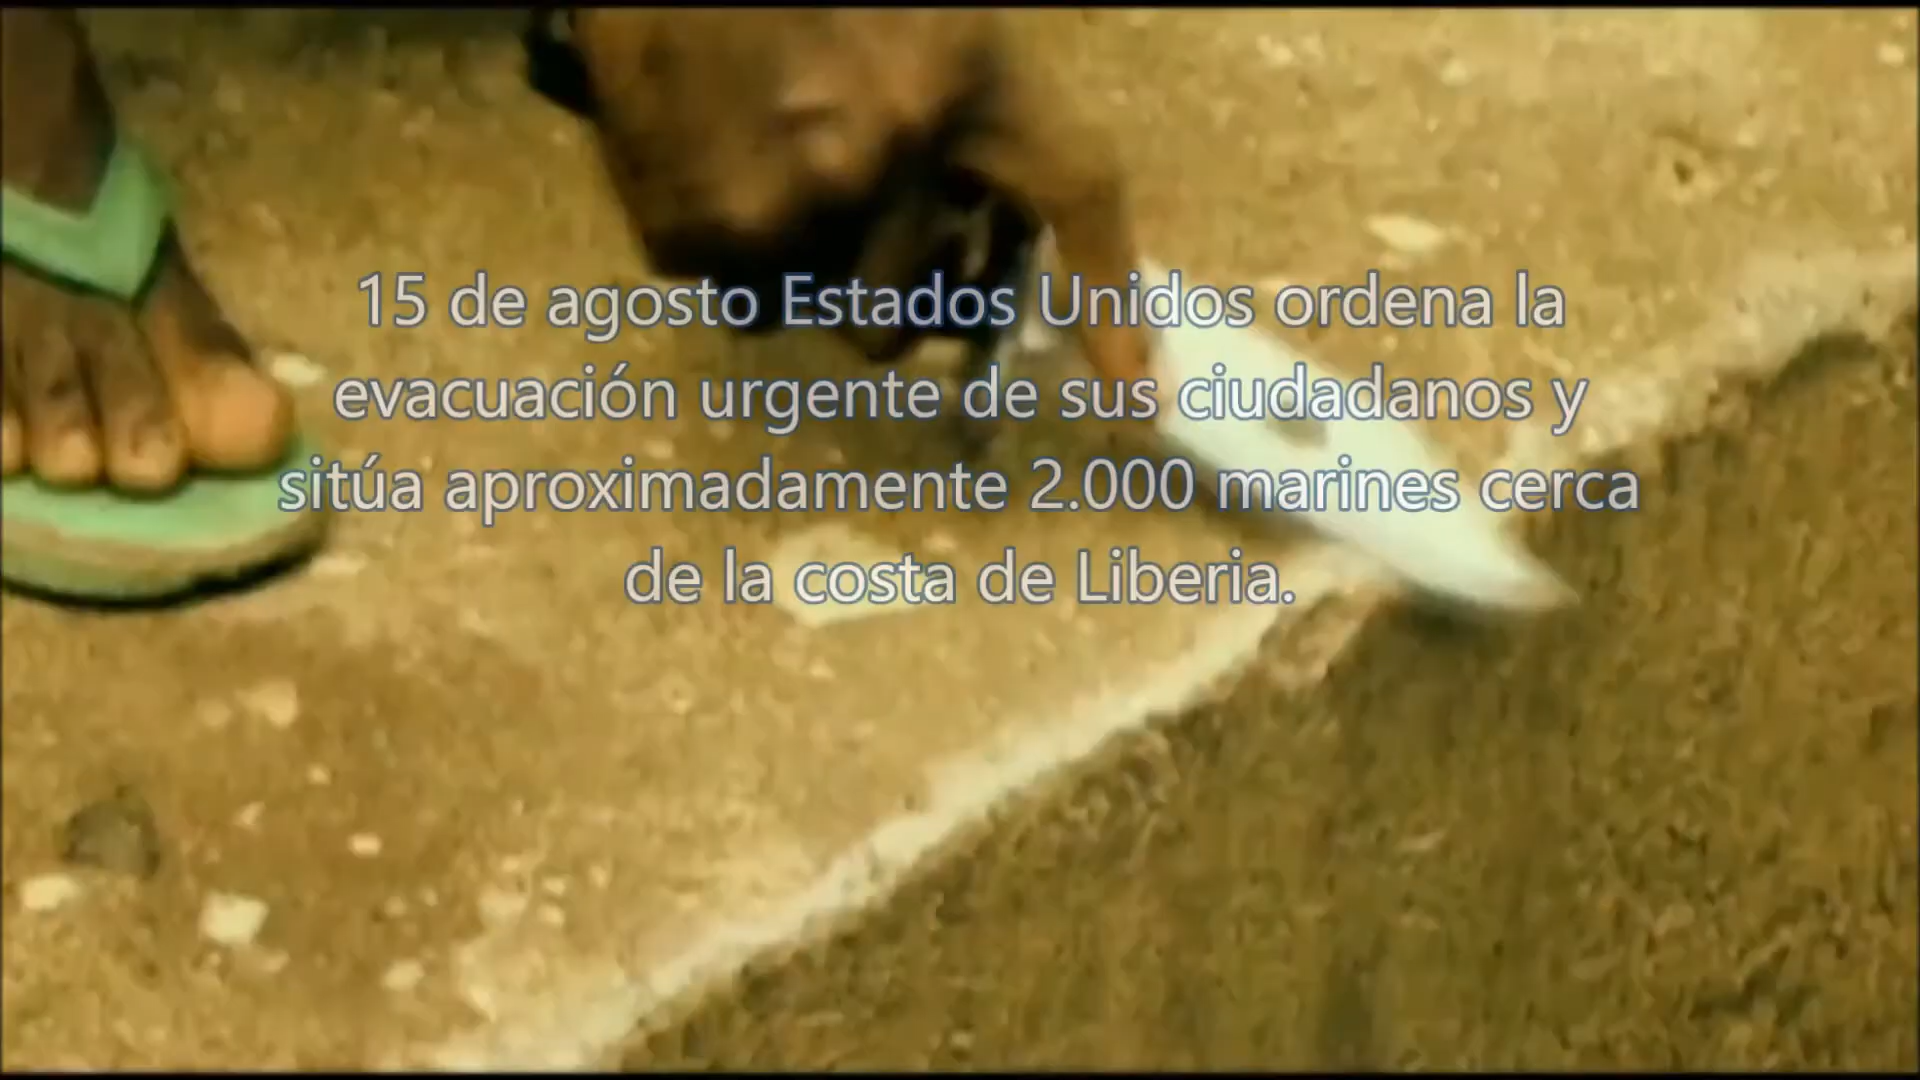 15 de agosto Estados Unidos ordena la
evacuación urgente de sus ciudadanos y
sitúa aproximadamente 2.000 marines cerca
de la costa de Liberia.